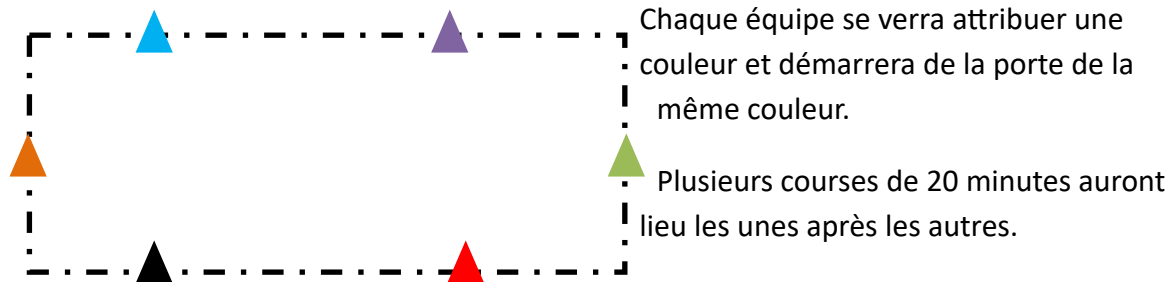 Chaque équipe se verra attribuer une
couleur et démarrera de la porte de la
même couleur.
Plusieurs courses de 20 minutes auront
lieu les unes après les autres.